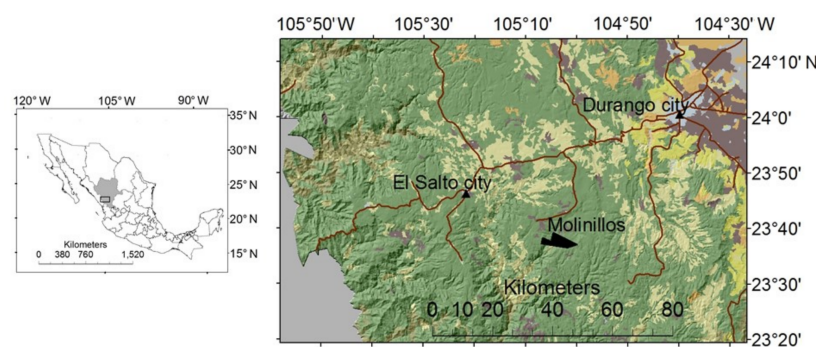 120°W 105°W 90°W
35°N
30°N
25°N
20°N
15°N
Kilometers
0 380 760 1,520
105°50'W 105°30' 105°10' 104°50' 104°30' W
24°10' N
24°0'
23°50'
23°40'
23°30'
23°20'
Durango city
El Salto city
Molinillos
Kilometers
0 10 20 40 60 80